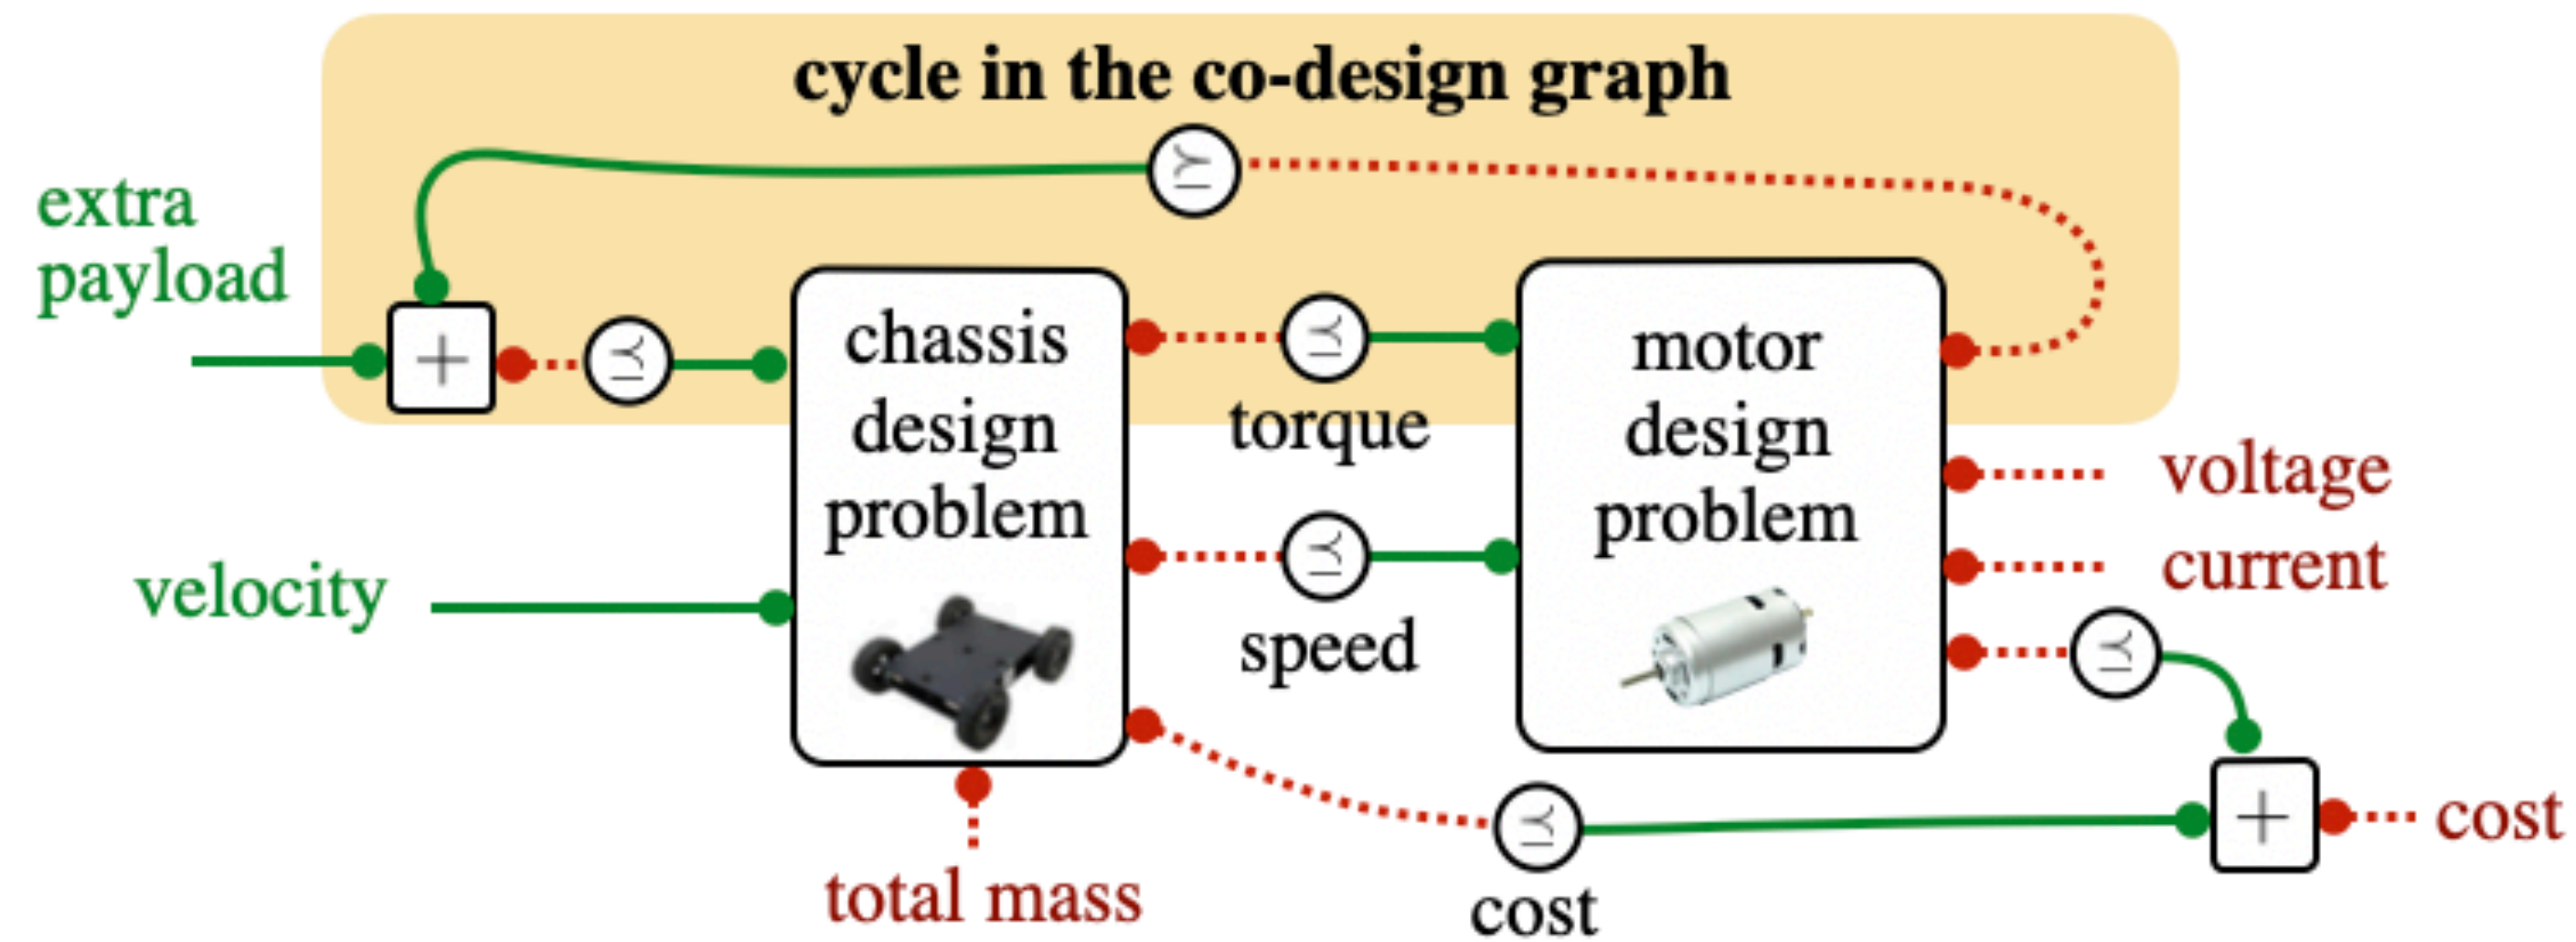 cycle in the co-design graph
⪰
extra
payload
+
⪯
chassis
design
problem
⪯
torque
motor
design
problem
velocity
⪯
speed
voltage
current
⪯
total mass
⪯
cost
+
cost